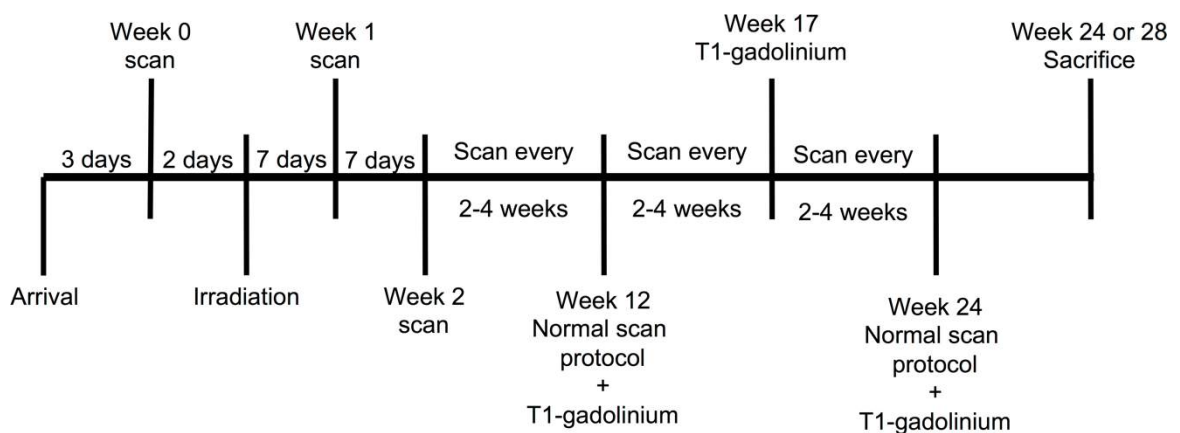 Week 0
scan
Week 1
scan
Week 17
T1-gadolinium
Week 24 or 28
Sacrifice
3 days
2 days
7 days
7 days
Scan every
2-4 weeks
Scan every
2-4 weeks
Scan every
2-4 weeks
Arrival
Irradiation
Week 2
scan
Week 12
Normal scan
protocol
+
T1-gadolinium
Week 24
Normal scan
protocol
+
T1-gadolinium